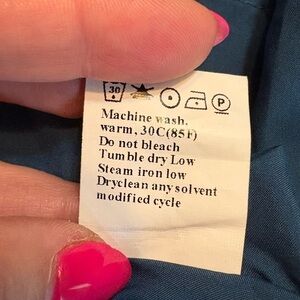 30 P
Machine wash.
warm, 30C(85F)
Do not bleach
Tumble dry Low
Steam iron low
Dryclean any solvent
modified cycle